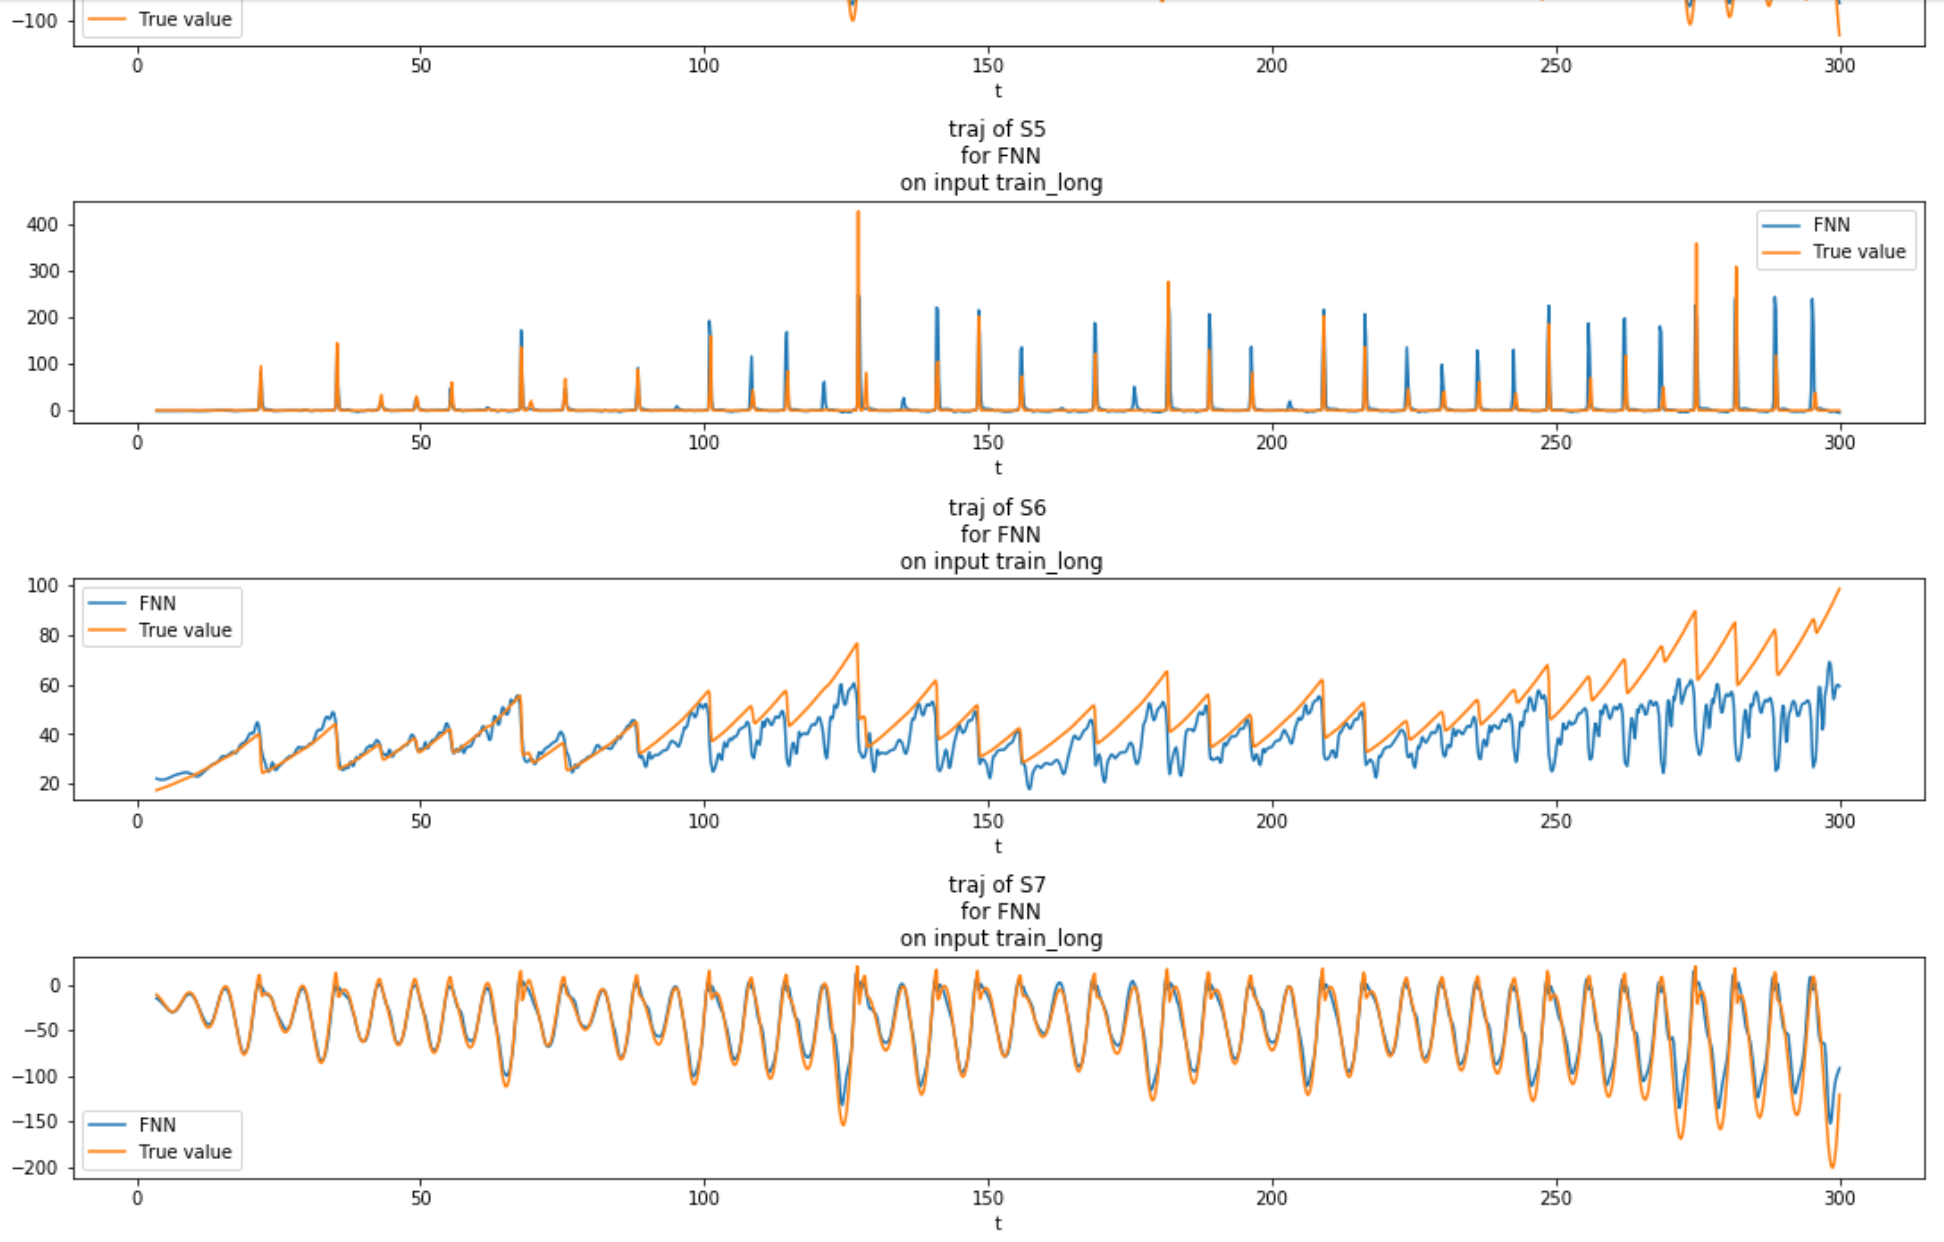 −100
True value
0 50 100 150 200 250 300
t
traj of S5
for FNN
on input train_long
400
300
200
100
0
FNN
True value
0 50 100 150 200 250 300
t
traj of S6
for FNN
on input train_long
100
80
60
40
20
FNN
True value
0 50 100 150 200 250 300
t
traj of S7
for FNN
on input train_long
0
−50
−100
−150
−200
FNN
True value
0 50 100 150 200 250 300
t